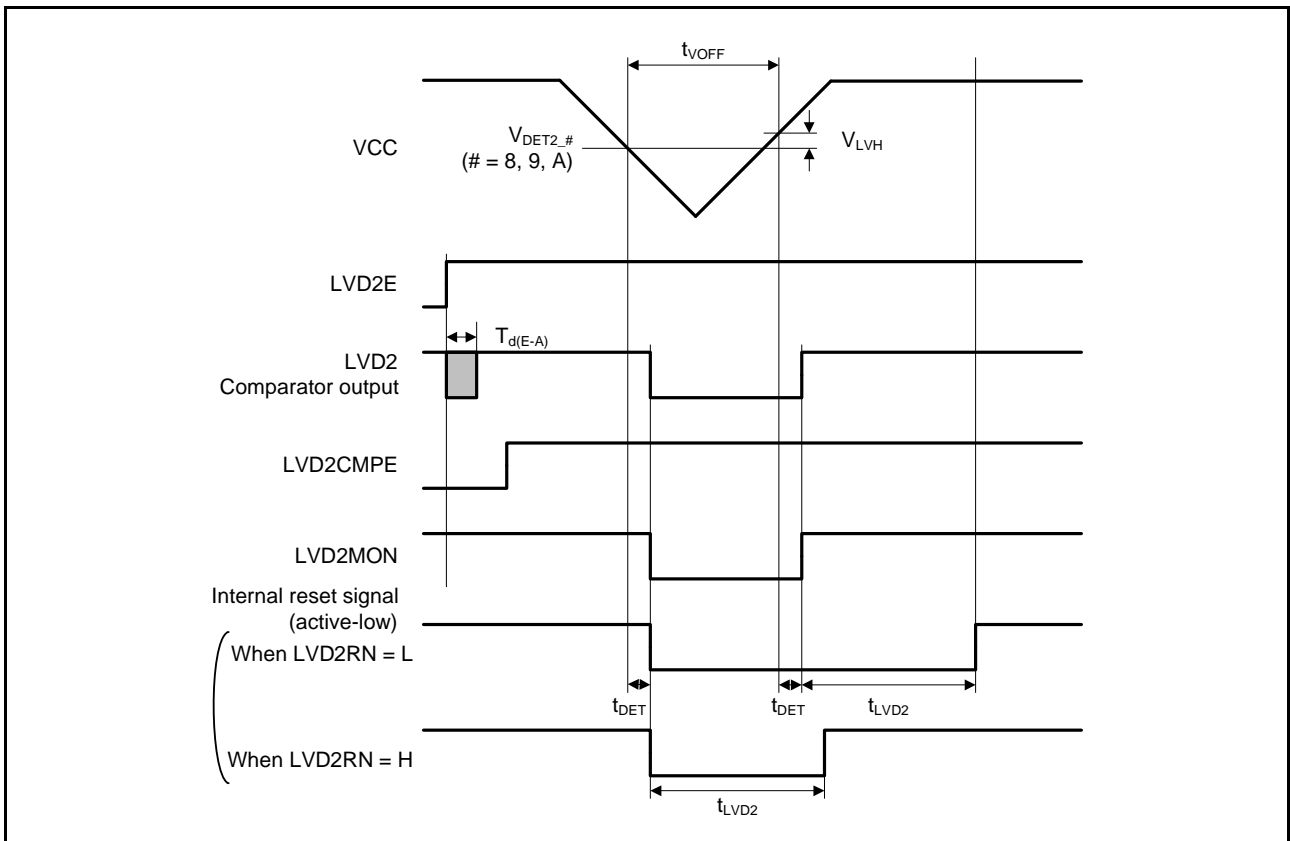 tVOFF
VCC
VDET2_#
(# = 8, 9, A)
VLVH
LVD2E
Td(E-A)
LVD2
Comparator output
LVD2CMPE
LVD2MON
Internal reset signal
(active-low)
When LVD2RN = L
tDET
tDET
tLVD2
When LVD2RN = H
tLVD2